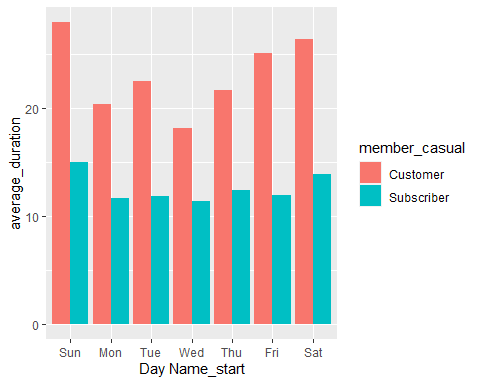 average_duration
20
10
0
Sun Mon Tue Wed Thu Fri Sat
Day Name_start
member_casual
Customer
Subscriber